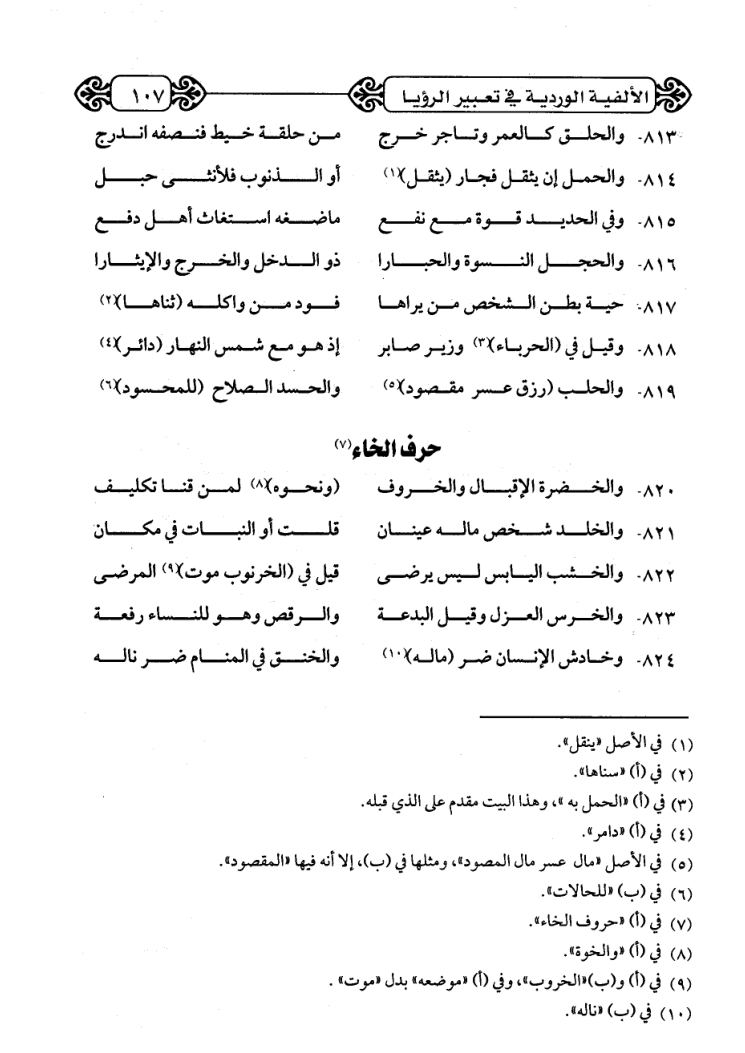 الألفية الوردية في تعبير الرؤيا ١٠٧
٨١٣- والحلق كالعمر وتاجر خرج من حلقة خيط فنصفه اندرج
٨١٤- والحمل إن يثقل فجار (يثقل)(١) أو الذنوب فلأنثى حبل
٨١٥- وفي الحديد قوة مع نفع ماضغه استغاث أهل دفع
٨١٦- والحجل النسوة والحبارا ذو الدخل والخرج والإيثارا
٨١٧- حية بطن الشخص من يراها فود من واكله (ثناها)(٢)
٨١٨- وقيل في (الحرباء)(٣) وزير صابر إذ هو مع شمس النهار (دائر)(٤)
٨١٩- والحلب (رزق عسر مقصود)(٥) والحسد الصلاح (للمحسود)(٦)
حرف الخاء(٧)
٨٢٠- والخضرة الإقبال والخروف (ونحوه)(٨) لمن قنا تكليف
٨٢١- والخلد شخص ماله عينان قلت أو النبات في مكان
٨٢٢- والخشب اليابس ليس يرضى قيل في (الخرنوب موت)(٩) المرضى
٨٢٣- والخرس العزل وقيل البدعة والرقص وهو للنساء رفعة
٨٢٤- وخادش الإنسان ضر (ماله)(١٠) والخنق في المنام ضر ناله
(١) في الأصل «ينقل».
(٢) في (أ) «سناها».
(٣) في (أ) «الحمل به»، وهذا البيت مقدم على الذي قبله.
(٤) في (أ) «دامر».
(٥) في الأصل «مال عسر مال المصود»، ومثلها في (ب)، إلا أنه فيها «المقصود».
(٦) في (ب) «للحالات».
(٧) في (أ) «حروف الخاء».
(٨) في (أ) «والخوة».
(٩) في (أ) و(ب)«الخروب»، وفي (أ) «موضعه» بدل «موت» .
(١٠) في (ب) «ناله».